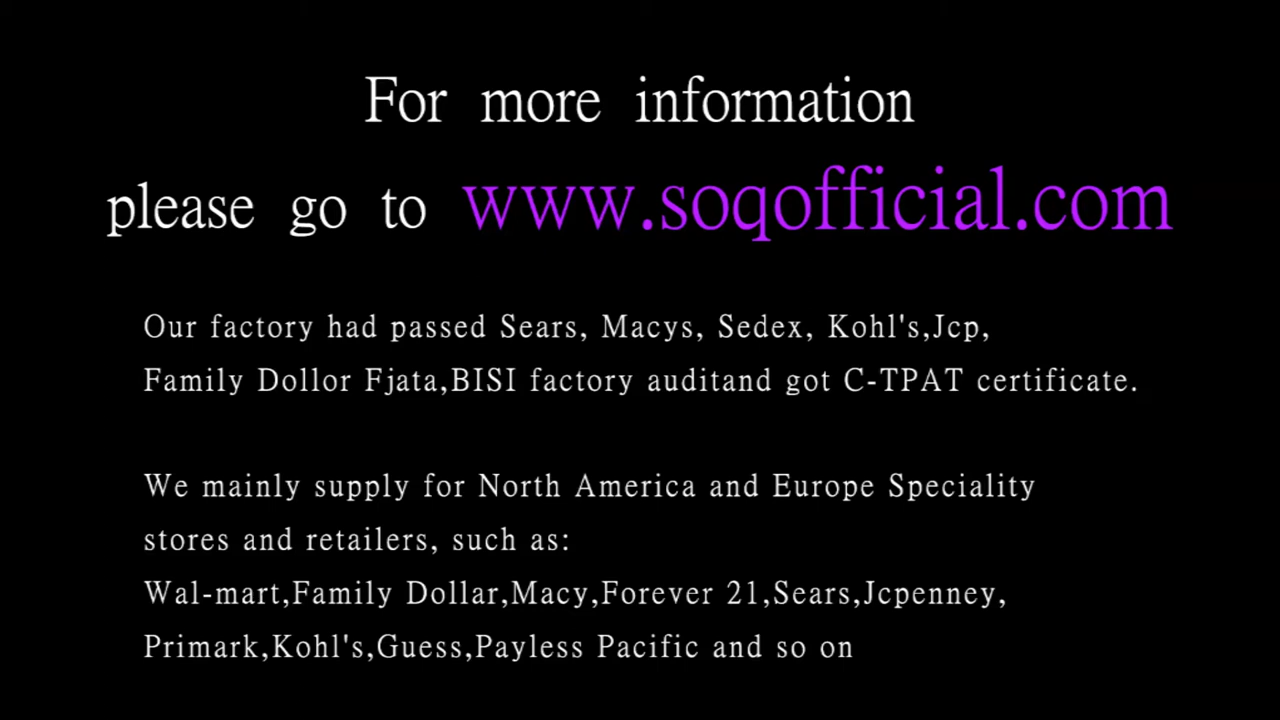 For more information
please go to www.soqofficial.com
Our factory had passed Sears, Macys, Sedex, Kohl's,Jcp,
Family Dollor Fjata,BISI factory auditand got C-TPAT certificate.
We mainly supply for North America and Europe Speciality
stores and retailers, such as:
Wal-mart,Family Dollar,Macy,Forever 21,Sears,Jcpenney,
Primark,Kohl's,Guess,Payless Pacific and so on